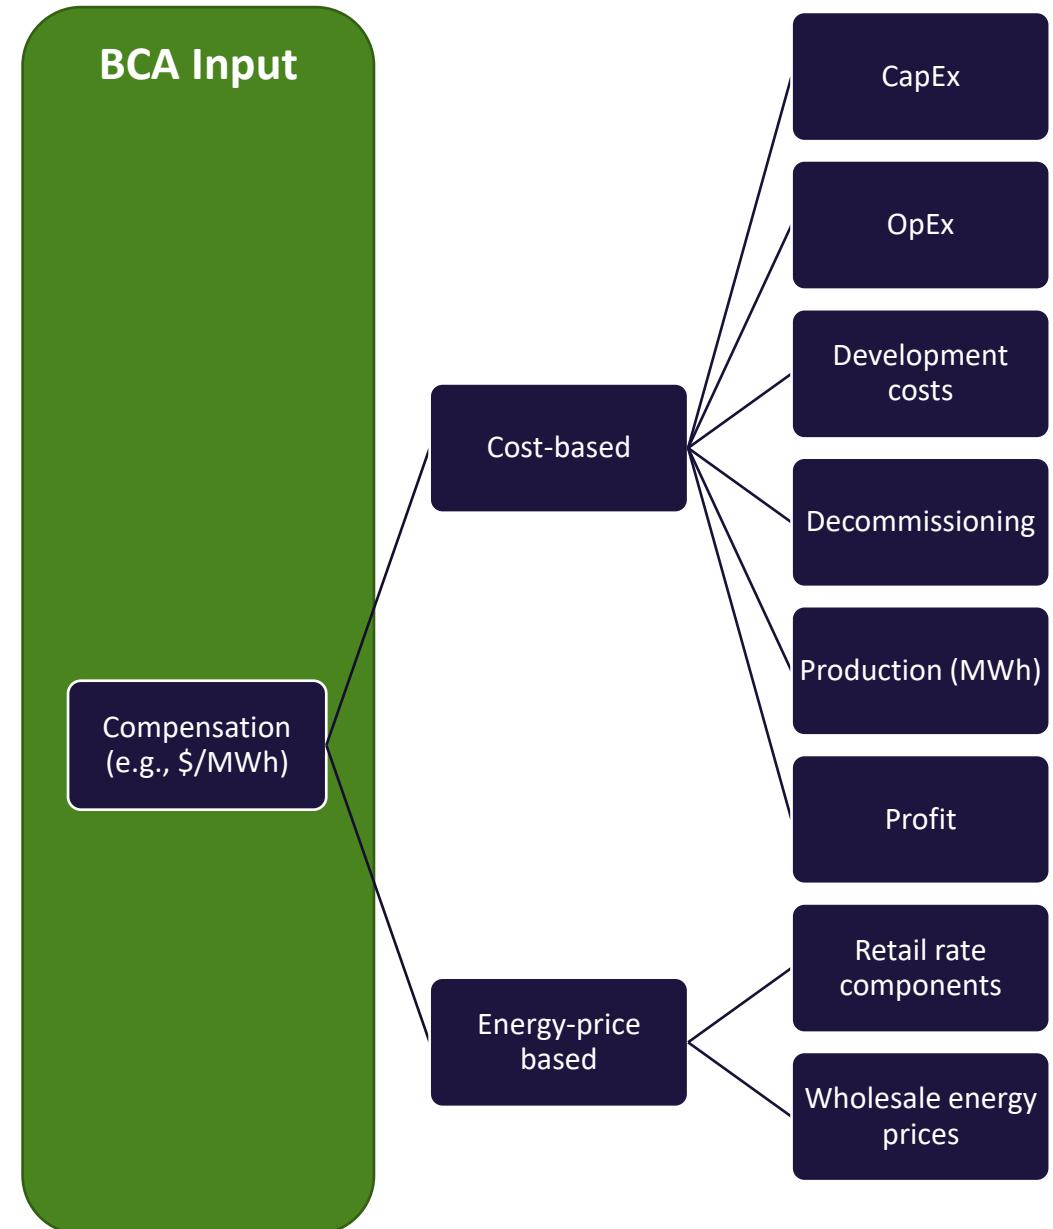 BCA Input
Compensation
(e.g., $/MWh)
Cost-based
Energy-price
based
CapEx
OpEx
Development
costs
Decommissioning
Production (MWh)
Profit
Retail rate
components
Wholesale energy
prices